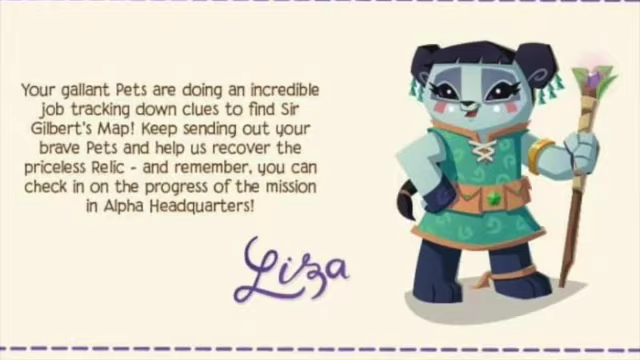 Your gallant Pets are doing an incredible
job tracking down clues to find Sir
Gilbert's Map! Keep sending out your
brave Pets and help us recover the
priceless Relic - and remember, you can
check in on the progress of the mission
in Alpha Headquarters!
Liza